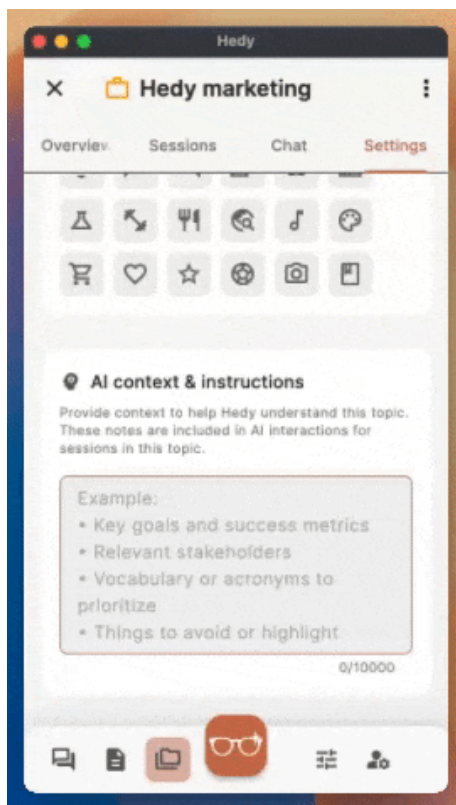 Hedy
Hedy marketing
Overview Sessions Chat Settings
AI context & instructions
Provide context to help Hedy understand this topic.
These notes are included in AI interactions for
sessions in this topic.
Example:
• Key goals and success metrics
• Relevant stakeholders
• Vocabulary or acronyms to
prioritize
• Things to avoid or highlight
0/10000